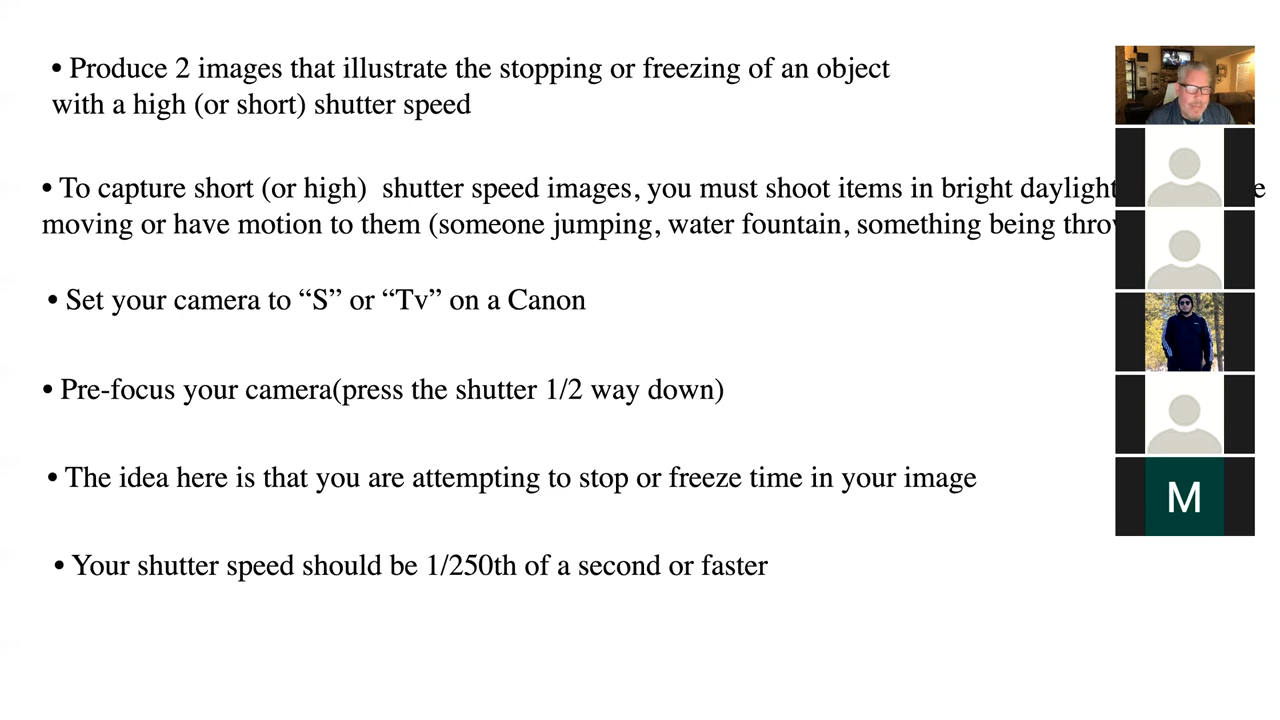 • Produce 2 images that illustrate the stopping or freezing of an object
with a high (or short) shutter speed
• To capture short (or high) shutter speed images, you must shoot items in bright daylight
moving or have motion to them (someone jumping, water fountain, something being
• Set your camera to “S” or “Tv” on a Canon
• Pre-focus your camera(press the shutter 1/2 way down)
• The idea here is that you are attempting to stop or freeze time in your image
• Your shutter speed should be 1/250th of a second or faster
M